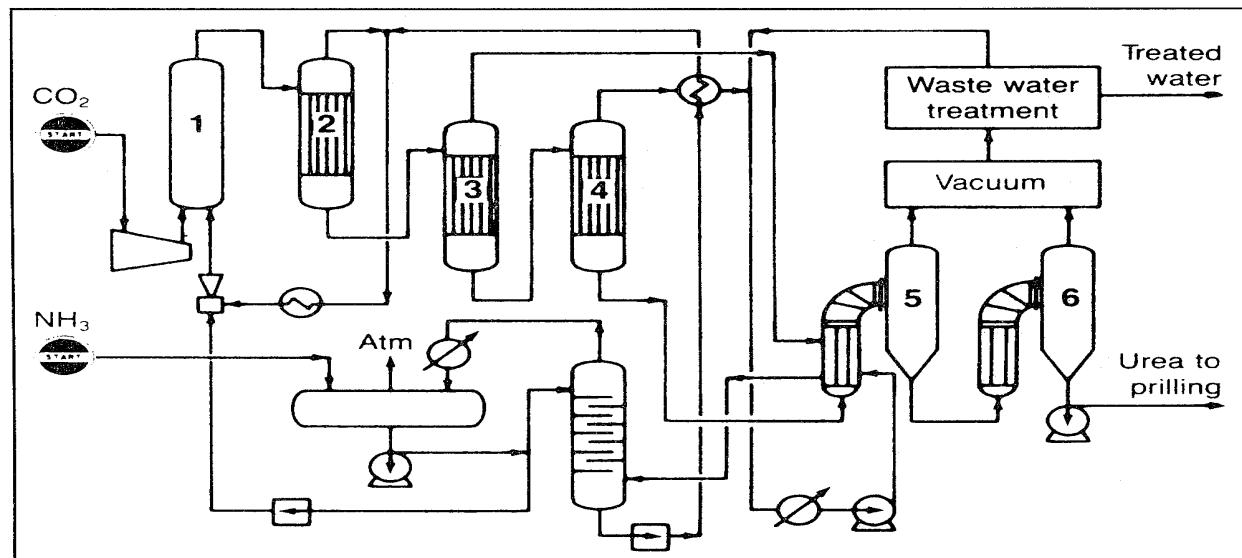 CO2
START
NH3
START
1
2
3
4
5
6
Atm
Waste water
treatment
Vacuum
Treated
water
Urea to
prilling